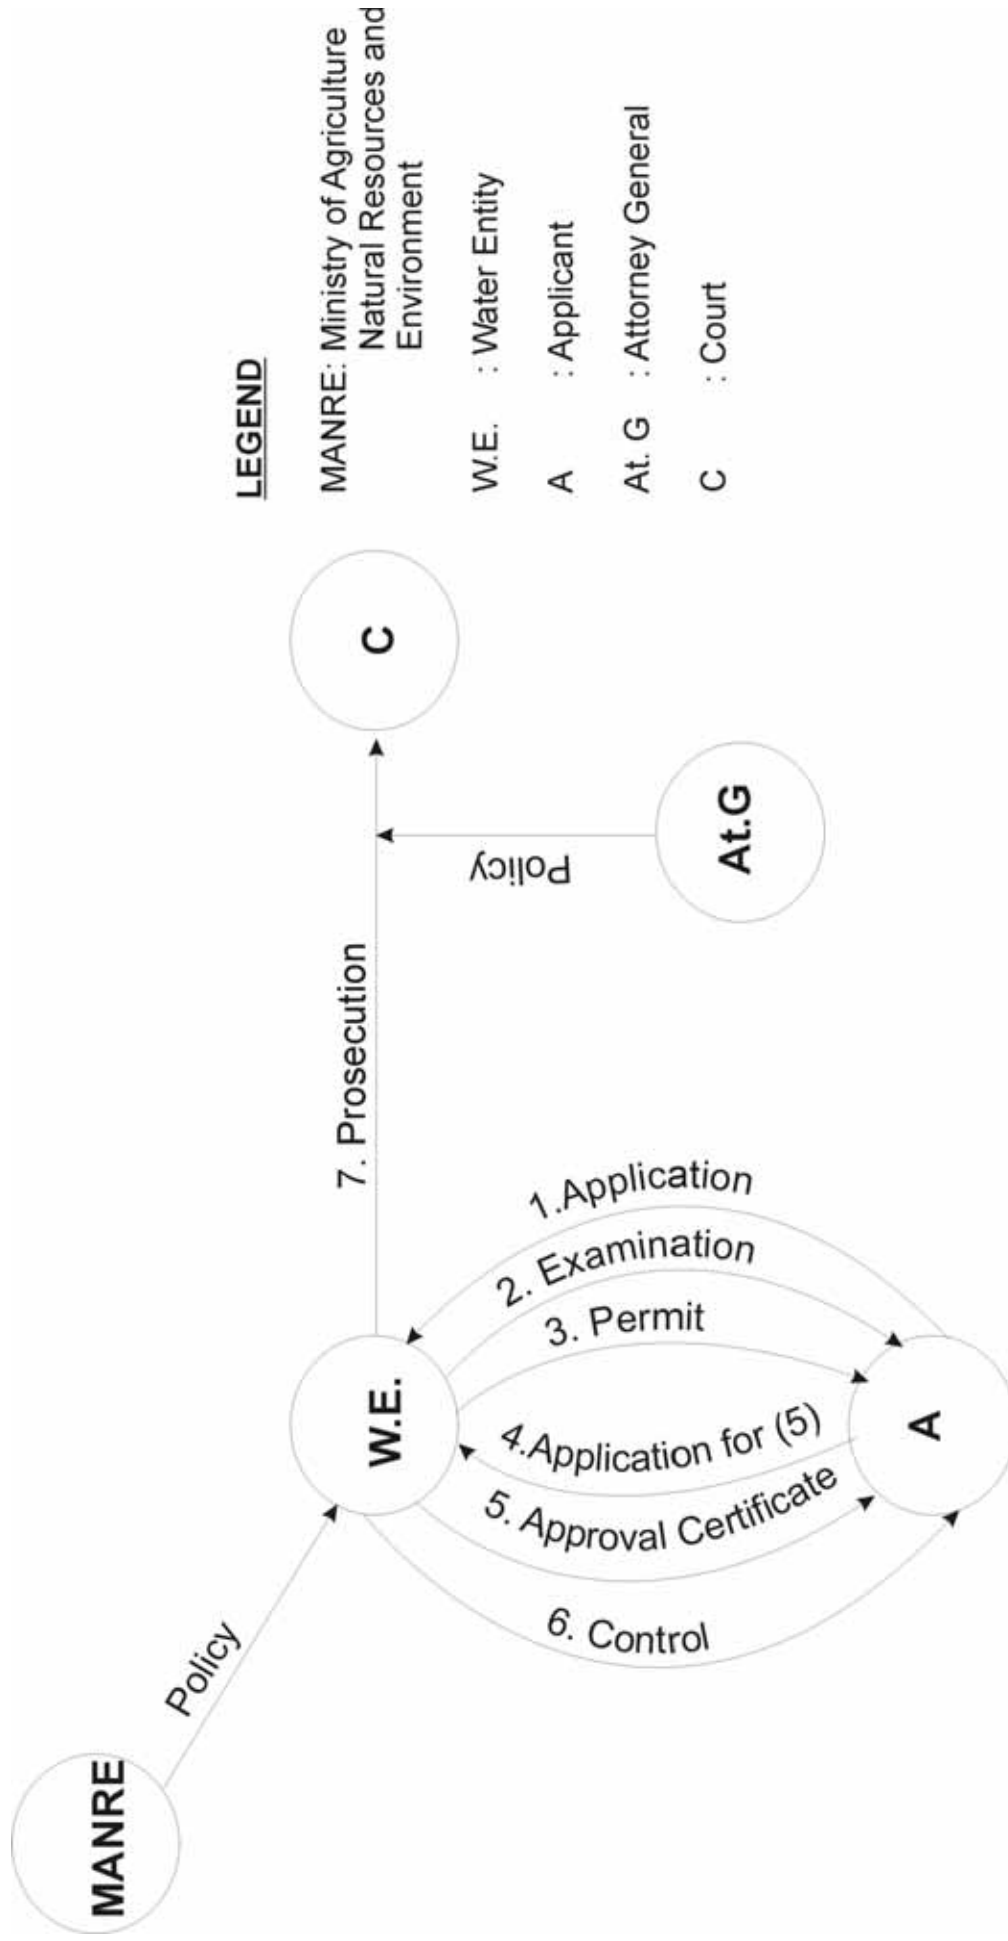 MANRE
Policy
W.E.
7. Prosecution
C
Policy
At.G
1.Application
2. Examination
3. Permit
4.Application for (5)
5. Approval Certificate
6. Control
A
LEGEND
MANRE: Ministry of Agriculture
Natural Resources and
Environment
W.E. : Water Entity
A : Applicant
At. G : Attorney General
C : Court